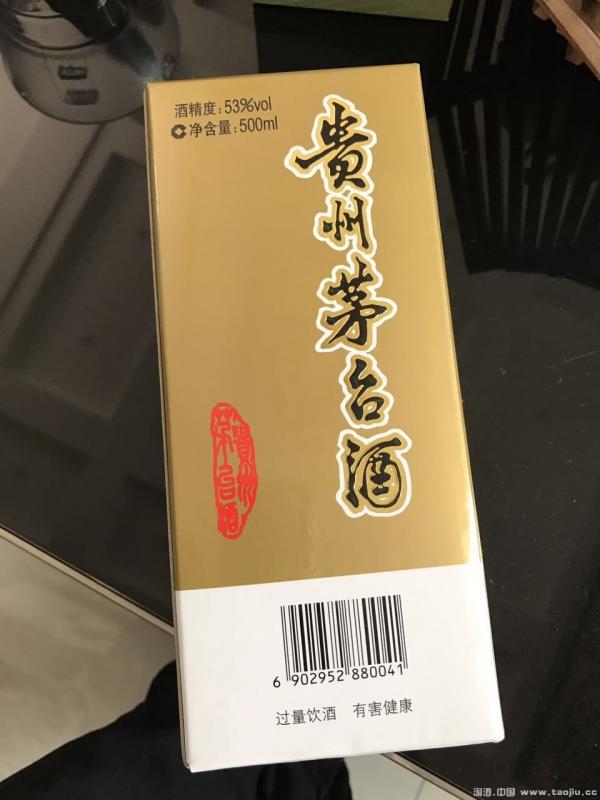 酒精度:53%vol
净含量:500ml
贵州茅台酒
貴州
茅台酒
6 902952 880041
过量饮酒 有害健康
淘酒.中国 www.taojiu.cc